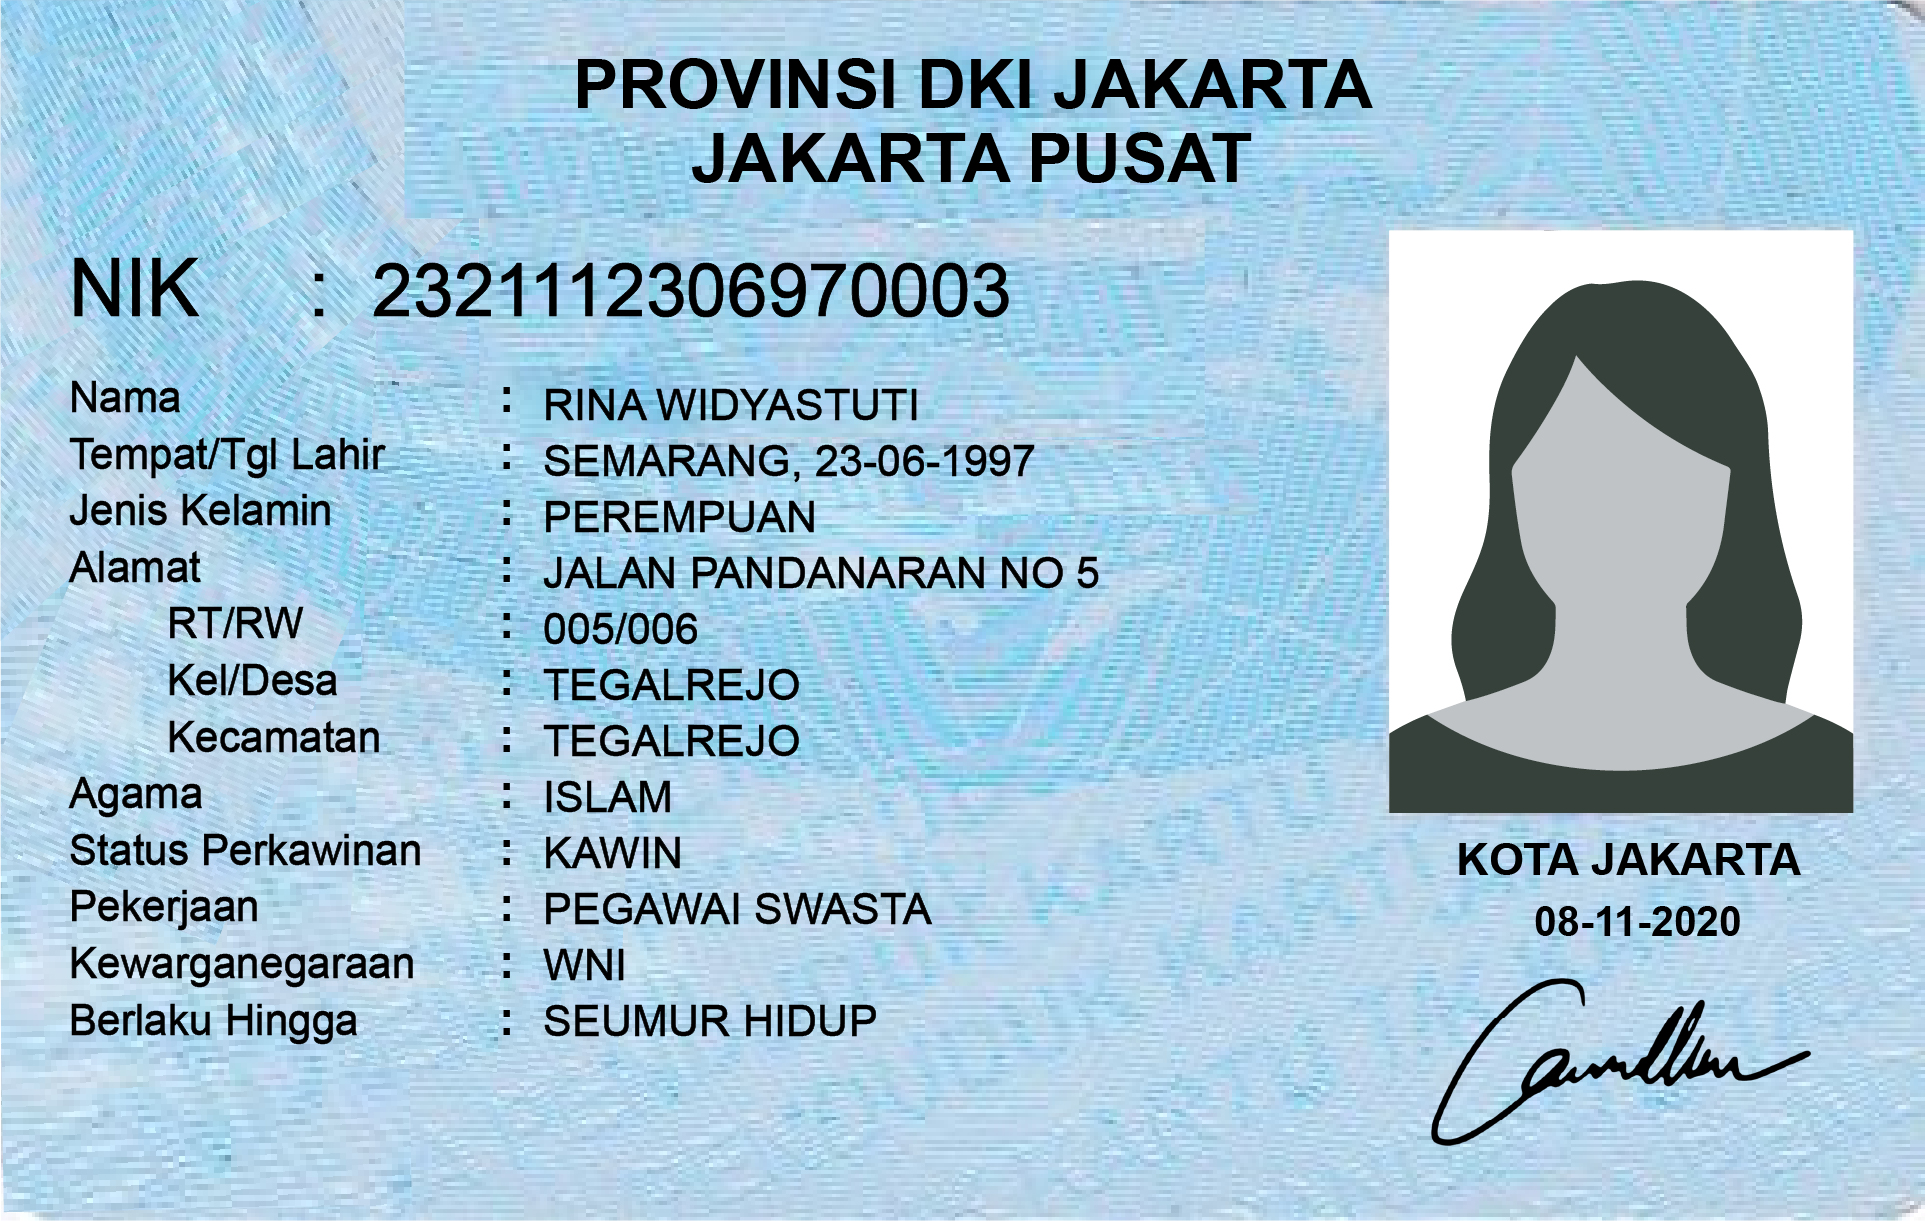 PROVINSI DKI JAKARTA
JAKARTA PUSAT
NIK : 2321112306970003
Nama : RINA WIDYASTUTI
Tempat/Tgl Lahir : SEMARANG, 23-06-1997
Jenis Kelamin : PEREMPUAN
Alamat : JALAN PANDANARAN NO 5
RT/RW : 005/006
Kel/Desa : TEGALREJO
Kecamatan : TEGALREJO
Agama : ISLAM
Status Perkawinan : KAWIN
Pekerjaan : PEGAWAI SWASTA
Kewarganegaraan : WNI
Berlaku Hingga : SEUMUR HIDUP
KOTA JAKARTA
08-11-2020